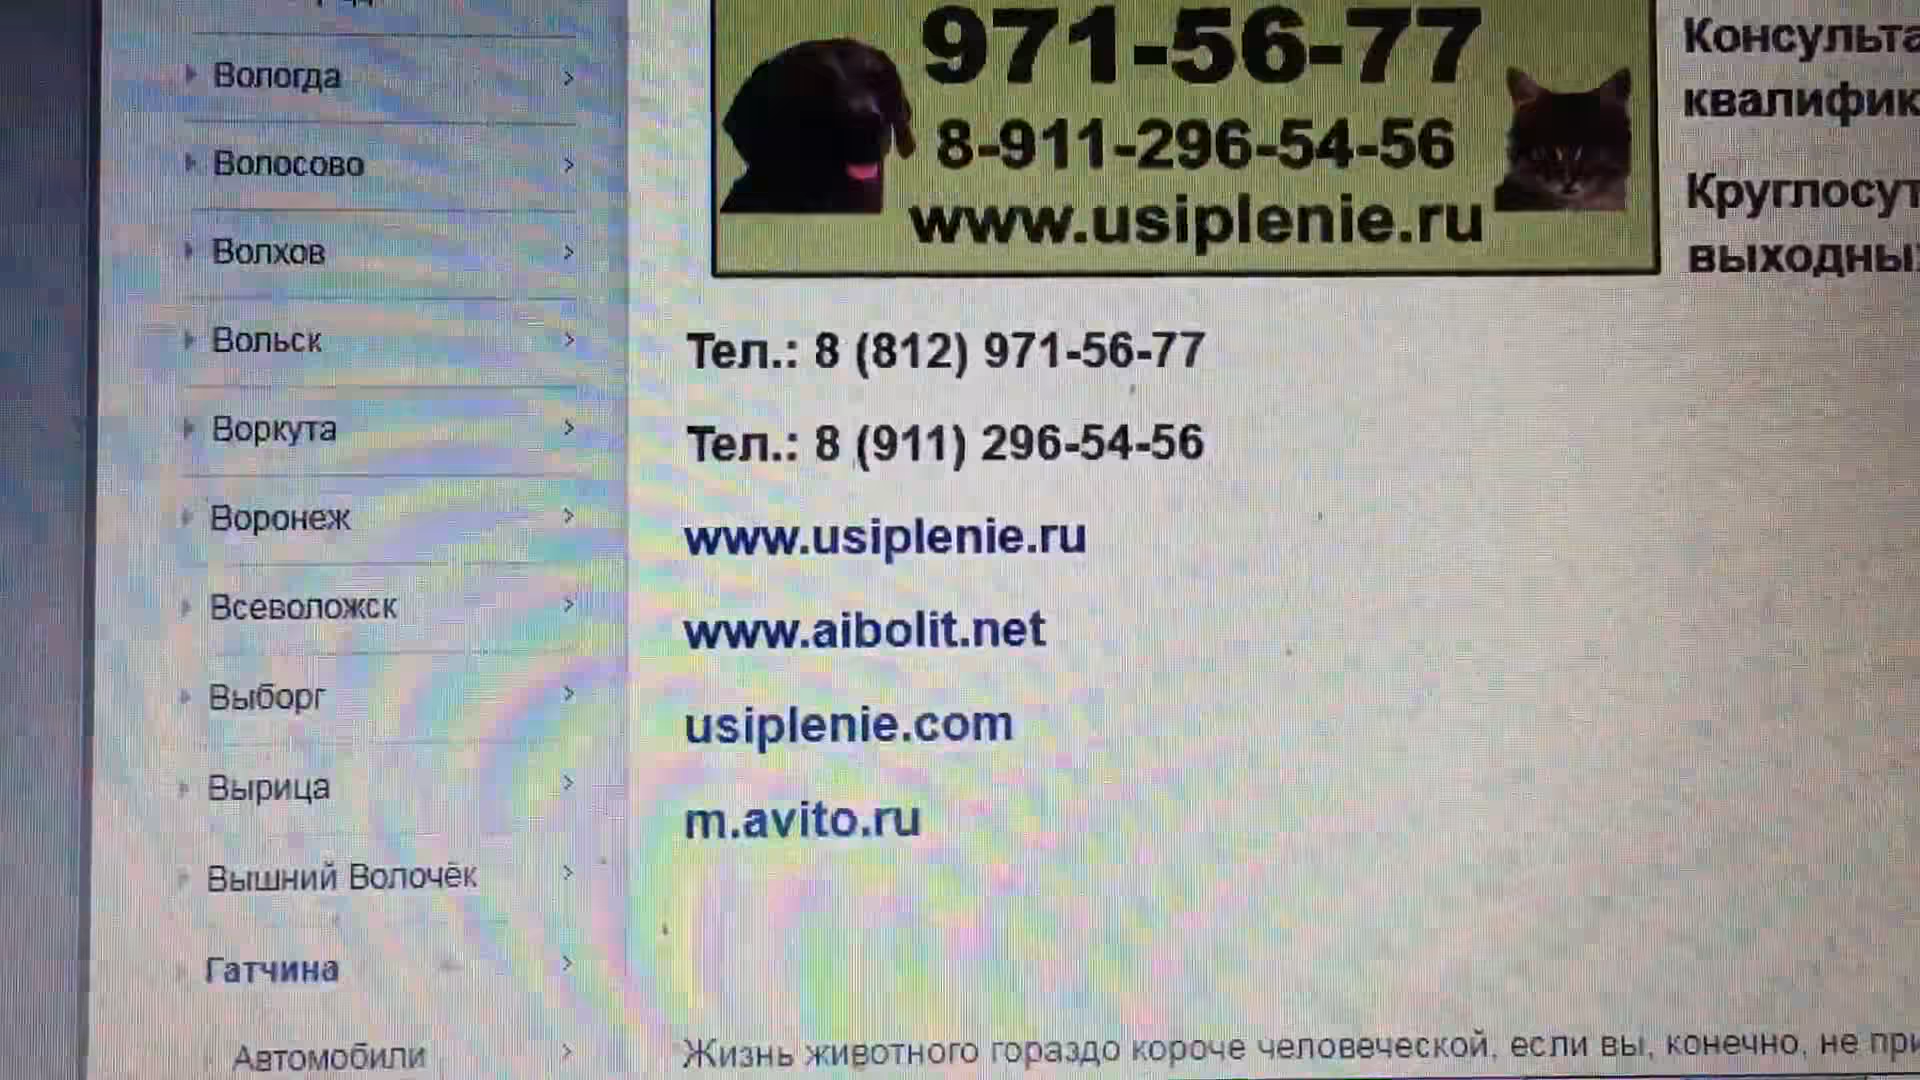 Вологда
Волосово
Волхов
Вольск
Воркута
Воронеж
Всеволожск
Выборг
Вырица
Вышний Волочёк
Гатчина
Автомобили
971-56-77
8-911-296-54-56
www.usiplenie.ru
Тел.: 8 (812) 971-56-77
Тел.: 8 (911) 296-54-56
www.usiplenie.ru
www.aibolit.net
usiplenie.com
m.avito.ru
Жизнь животного гораздо короче человеческой, если вы, конечно, не при
Консульта
квалифик
Круглосут
выходны